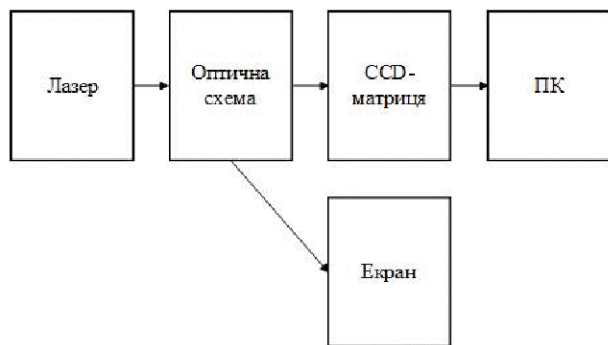 Лазер
Оптична
схема
CCD-
матриця
ПК
Екран